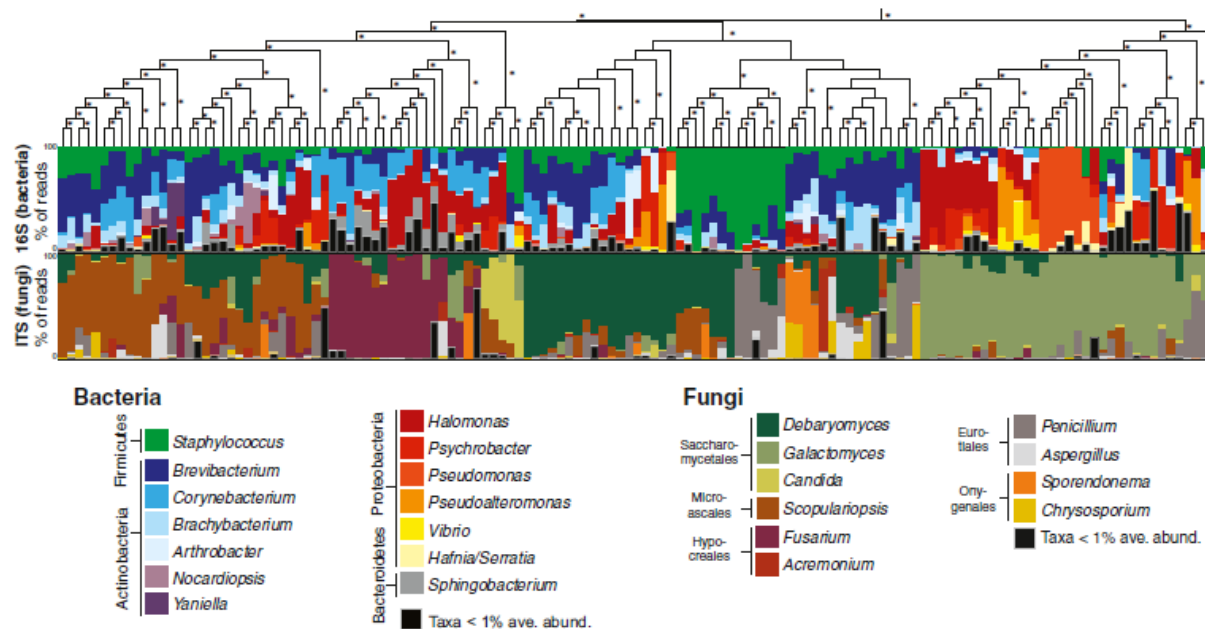 16S (bacteria)
% of reads
100
0
ITS (fungi)
% of reads
100
0
Bacteria
Firmicutes
Staphylococcus
Actinobacteria
Brevibacterium
Corynebacterium
Brachybacterium
Arthrobacter
Nocardiopsis
Yaniella
Proteobacteria
Halomonas
Psychrobacter
Pseudomonas
Pseudoalteromonas
Vibrio
Hafnia/Serratia
Bacteroidetes
Sphingobacterium
Taxa < 1% ave. abund.
Fungi
Saccharo-
mycetales
Debaryomyces
Galactomyces
Candida
Micro-
ascales
Scopulariopsis
Hypo-
creales
Fusarium
Acremonium
Euro-
tiales
Penicillium
Aspergillus
Ony-
genales
Sporendonema
Chrysosporium
Taxa < 1% ave. abund.